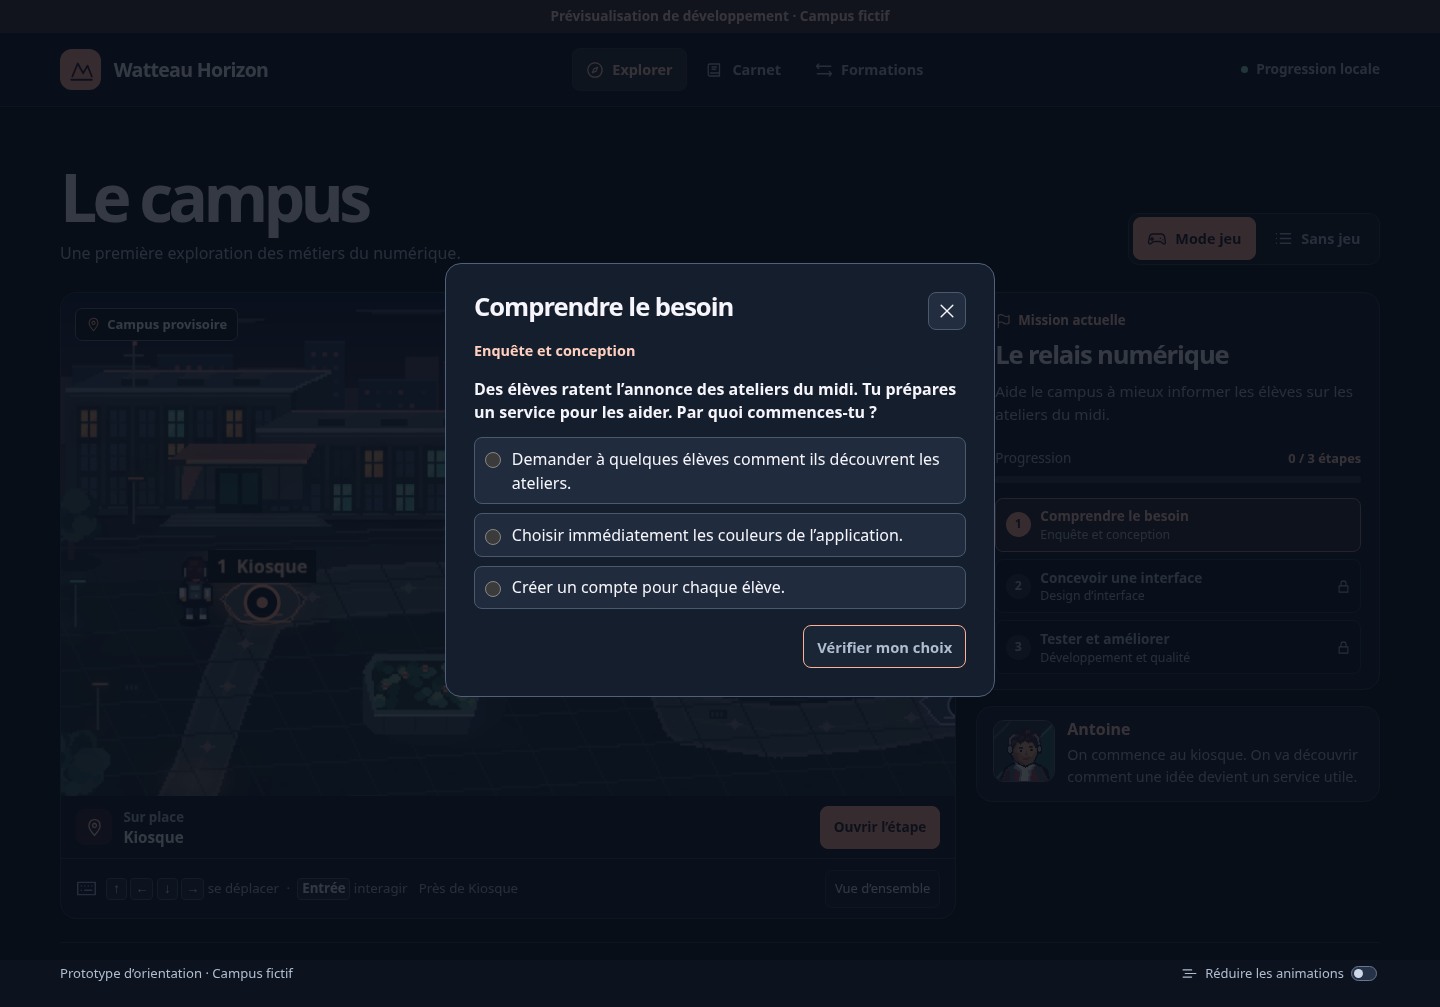 Prévisualisation de développement · Campus fictif
Watteau Horizon
Explorer
Carnet
Formations
Progression locale
Le campus
Une première exploration des métiers du numérique.
Mode jeu
Sans jeu
Campus provisoire
1 Kiosque
Comprendre le besoin
Enquête et conception
Des élèves ratent l’annonce des ateliers du midi. Tu prépares
un service pour les aider. Par quoi commences-tu ?
Demander à quelques élèves comment ils découvrent les
ateliers.
Choisir immédiatement les couleurs de l’application.
Créer un compte pour chaque élève.
Vérifier mon choix
Mission actuelle
Le relais numérique
Aide le campus à mieux informer les élèves sur les
ateliers du midi.
Progression
0 / 3 étapes
1
Comprendre le besoin
Enquête et conception
2
Concevoir une interface
Design d’interface
3
Tester et améliorer
Développement et qualité
Antoine
On commence au kiosque. On va découvrir
comment une idée devient un service utile.
Sur place
Kiosque
Ouvrir l’étape
↑ ← ↓ → se déplacer · Entrée interagir Près de Kiosque
Vue d’ensemble
Prototype d’orientation · Campus fictif
Réduire les animations